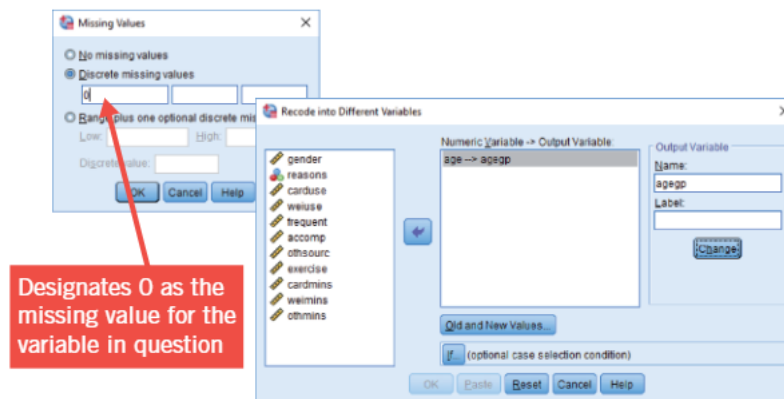 Missing Values
No missing values
Discrete missing values
0
Range plus one optional discrete mis
Low: High:
Discrete value:
OK Cancel Help
Designates 0 as the
missing value for the
variable in question
Recode into Different Variables
gender
reasons
carduse
weiuse
frequent
accomp
othsourc
exercise
cardmins
weimins
othmins
Numeric Variable -> Output Variable:
age --> agegp
Output Variable
Name:
agegp
Label:
Change
Old and New Values...
If... (optional case selection condition)
OK Paste Reset Cancel Help